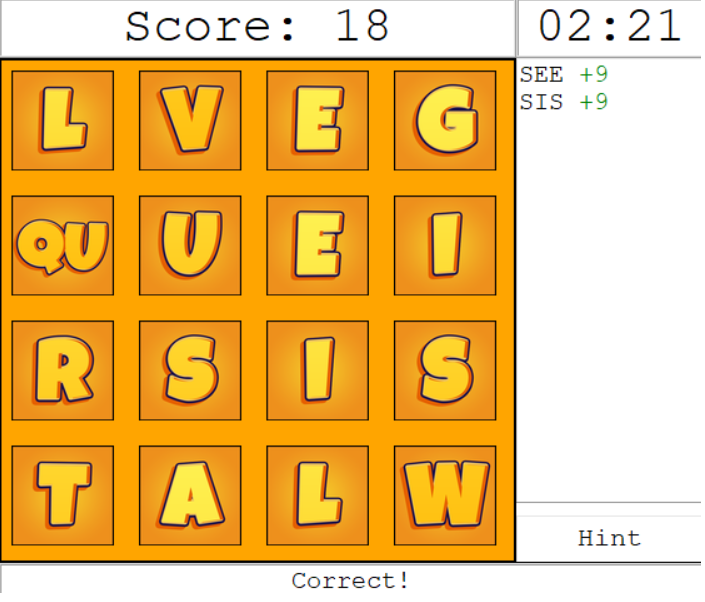 Score: 18
02:21
SEE +9
SIS +9
L V E G
QU U E I
R S I S
T A L W
Hint
Correct!